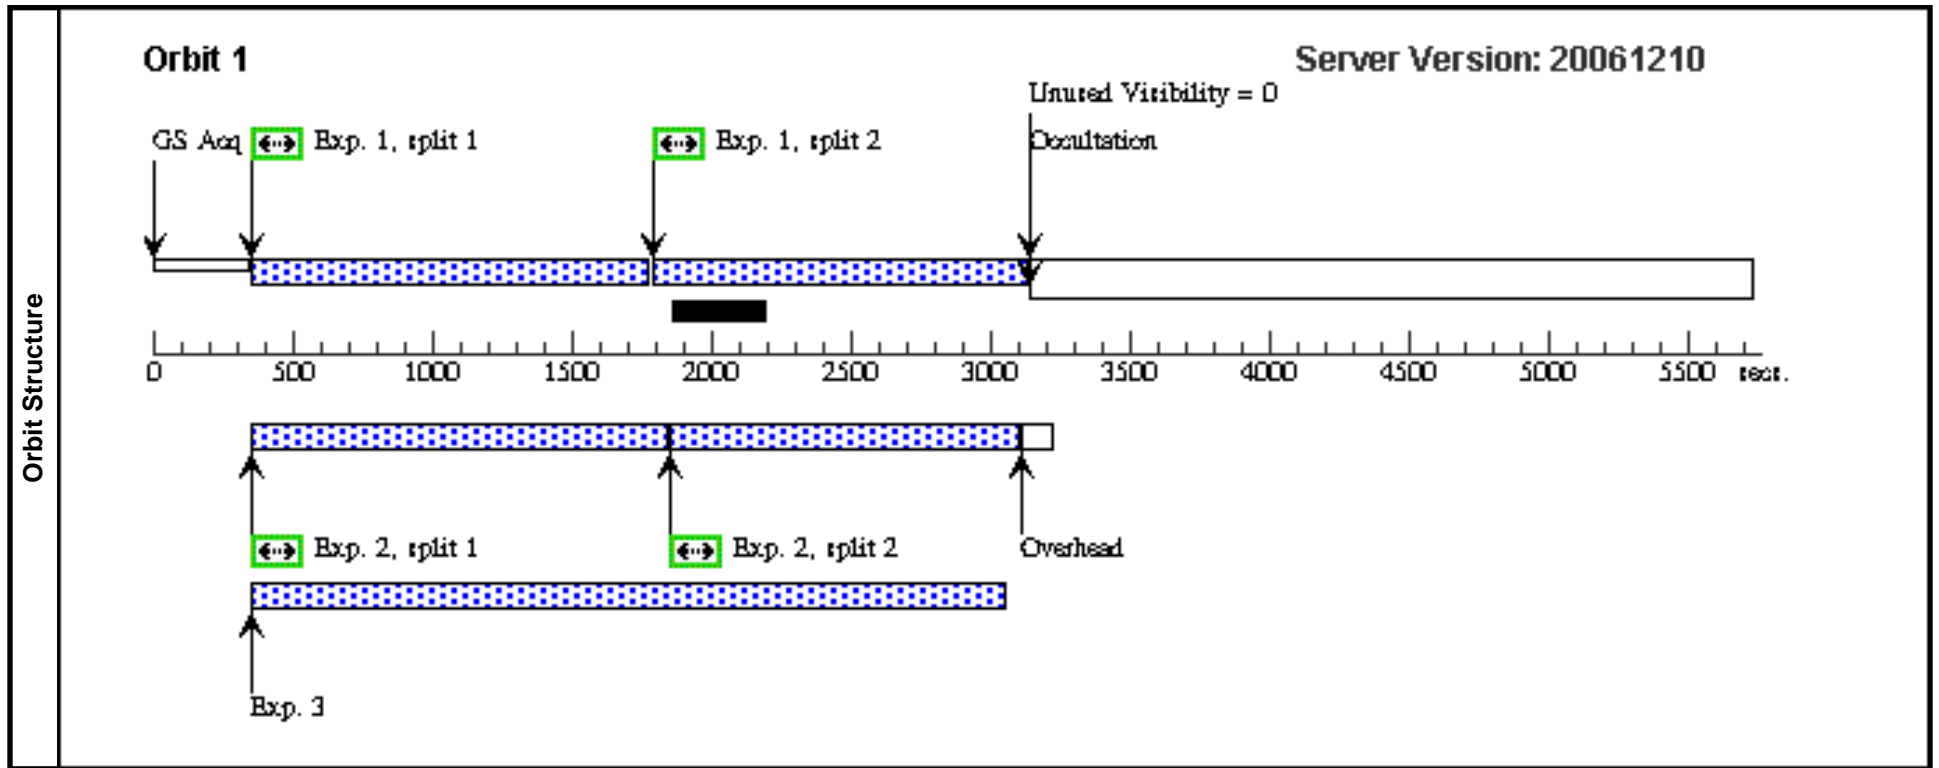 Orbit Structure
Orbit 1
Server Version: 20061210
Unused Visibility = 0
GS Acq
Exp. 1, split 1
Exp. 1, split 2
Occultation
0 500 1000 1500 2000 2500 3000 3500 4000 4500 5000 5500 secs.
Exp. 2, split 1
Exp. 2, split 2
Overhead
Exp. 3